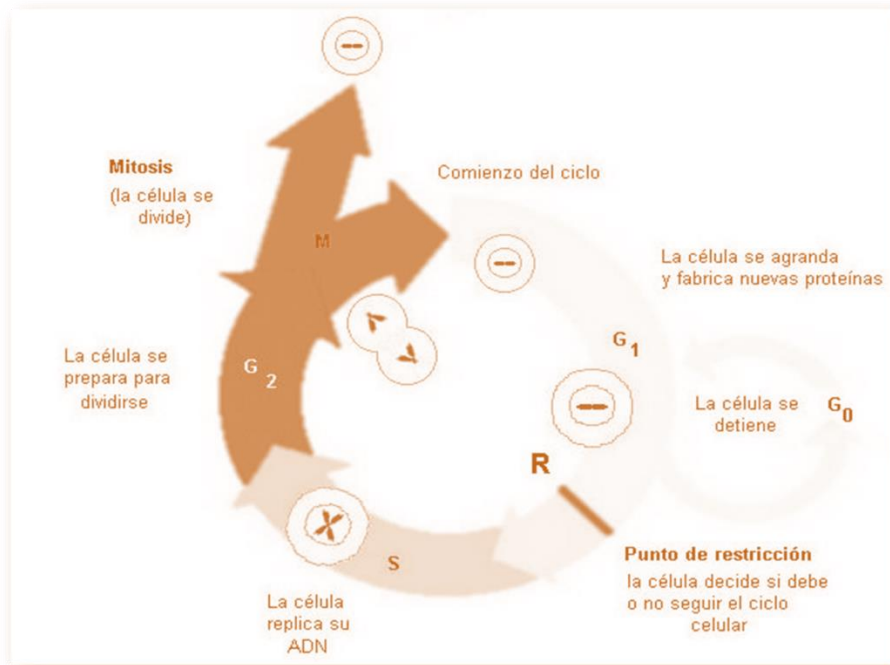 Comienzo del ciclo
Mitosis
(la célula se
divide)
M
La célula se agranda
y fabrica nuevas proteínas
G1
La célula se
prepara para
dividirse
G 2
La célula se
detiene
G0
R
Punto de restricción
la célula decide si debe
o no seguir el ciclo
celular
S
La célula
replica su
ADN